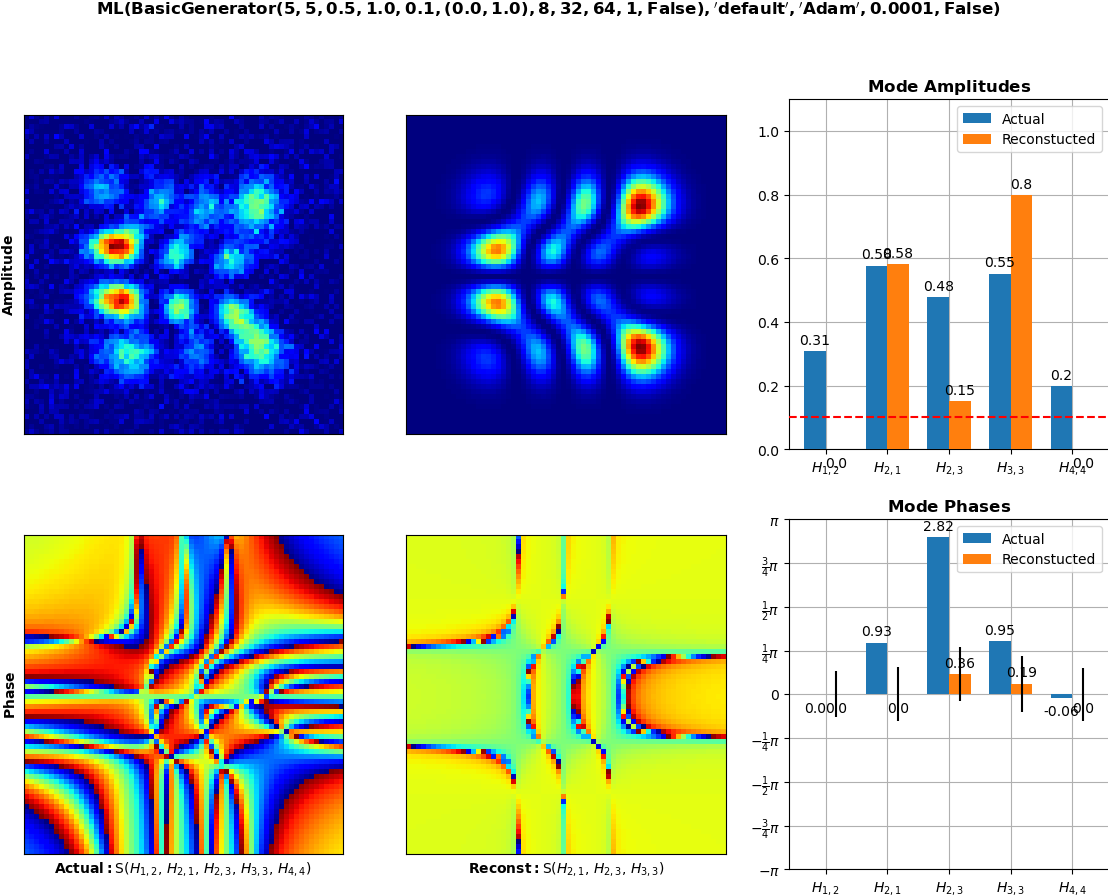 ML(BasicGenerator(5, 5, 0.5, 1.0, 0.1, (0.0, 1.0), 8, 32, 64, 1, False), 'default', 'Adam', 0.0001, False)
Amplitude
Mode Amplitudes
Actual
Reconstucted
1.0
0.8
0.6
0.4
0.2
0.0
0.31
0.58
0.58
0.48
0.15
0.55
0.8
0.2
0.0
0.0
H1,2
H2,1
H2,3
H3,3
H4,4
Phase
Actual: S(H1,2, H2,1, H2,3, H3,3, H4,4)
Reconst: S(H2,1, H2,3, H3,3)
Mode Phases
Actual
Reconstucted
π
3/4π
1/2π
1/4π
0
−1/4π
−1/2π
−3/4π
−π
0.93
0.0
2.82
0.36
0.95
0.19
-0.06
H1,2
H2,1
H2,3
H3,3
H4,4